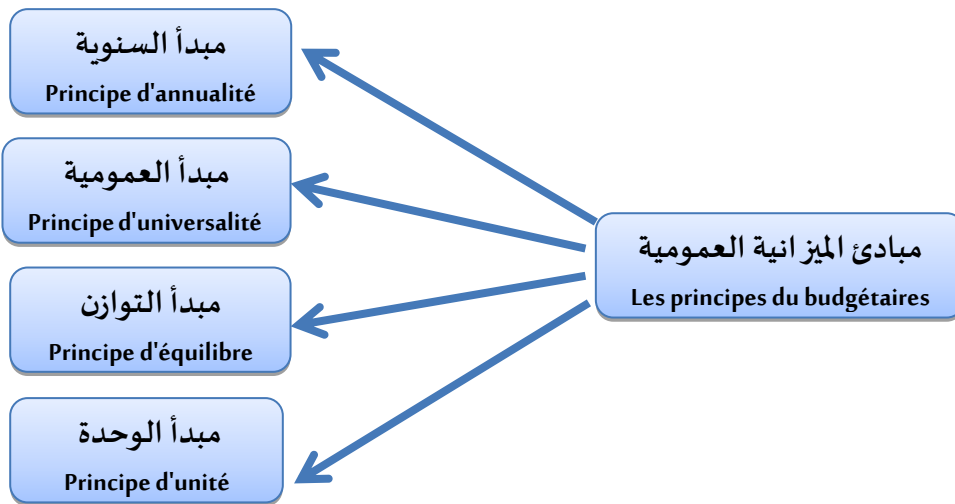 مبدأ السنوية
Principe d'annualité
مبدأ العمومية
Principe d'universalité
مبادئ الميزانية العمومية
Les principes du budgétaires
مبدأ التوازن
Principe d'équilibre
مبدأ الوحدة
Principe d'unité